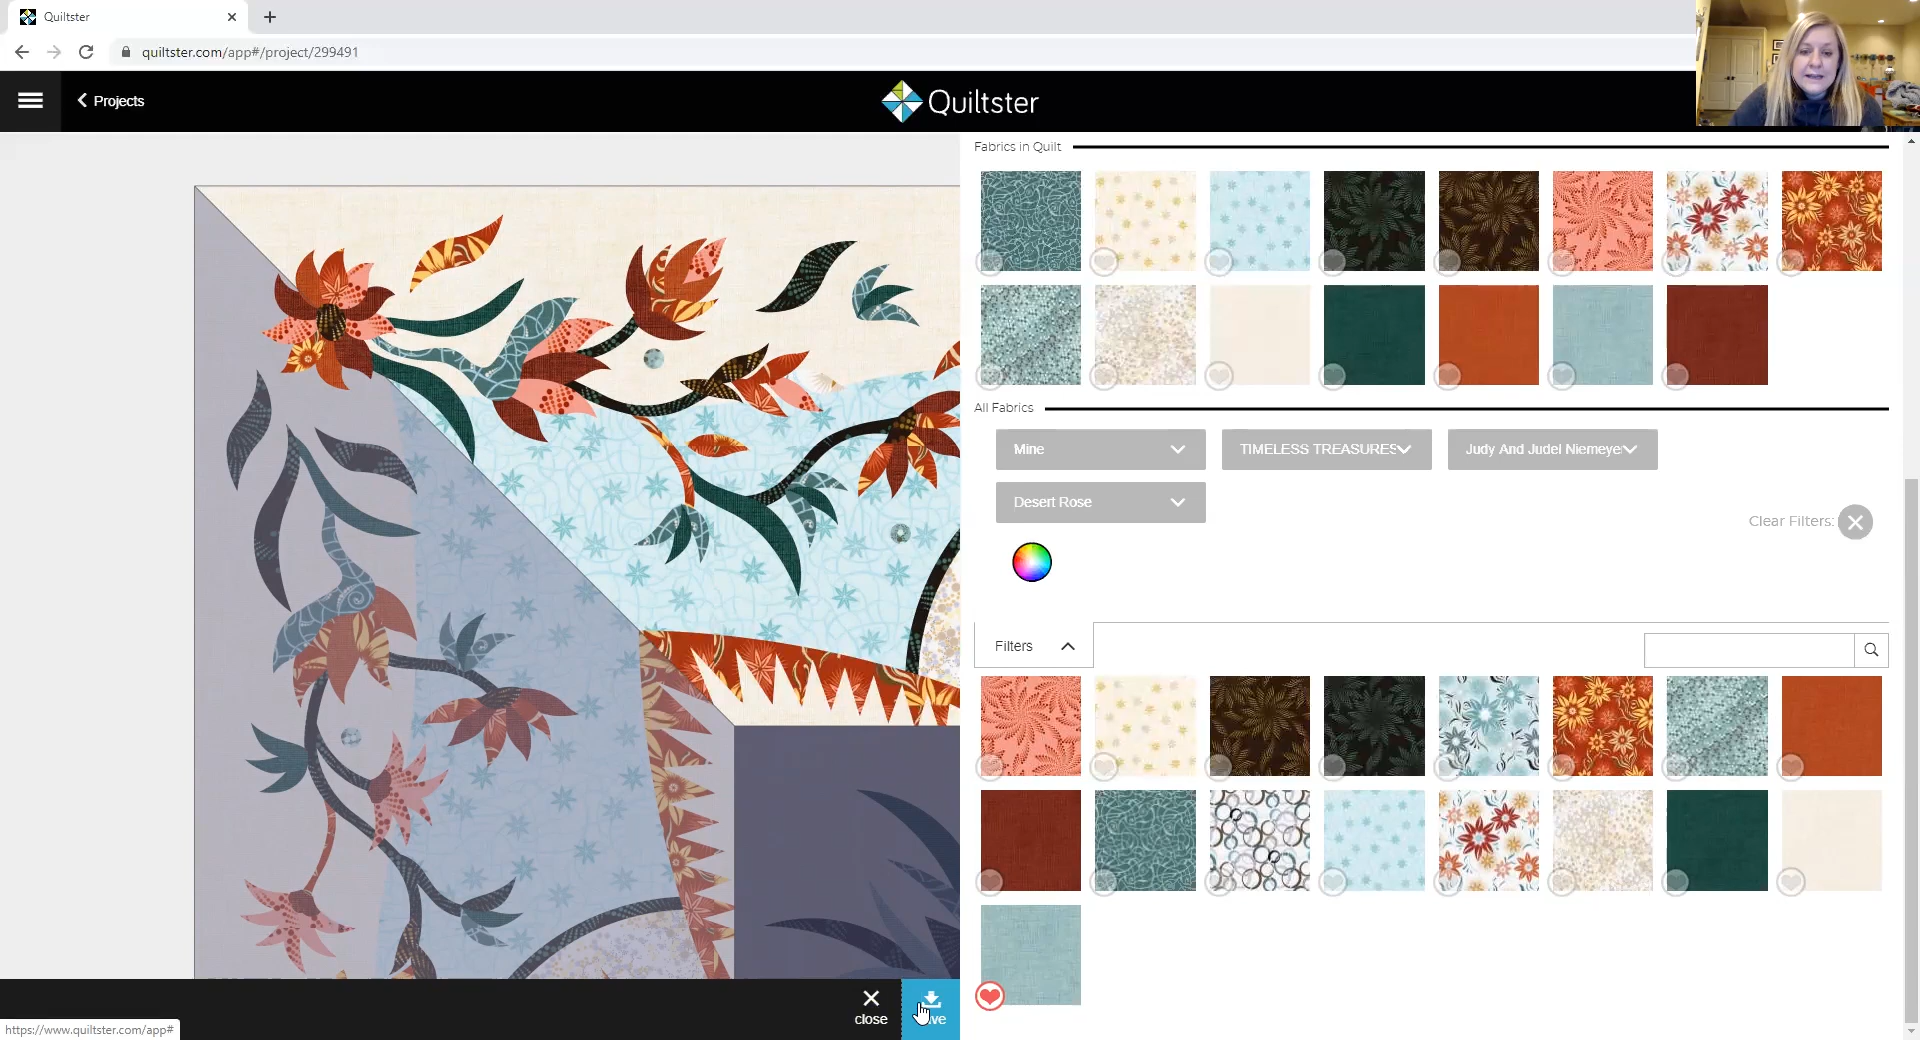 Quiltster
quiltster.com/app#/project/299491
Projects
Quiltster
Fabrics in Quilt
All Fabrics
Mine
TIMELESS TREASURES
Judy And Judel Niemeye
Desert Rose
Clear Filters:
Filters
close
ve
https://www.quiltster.com/app#